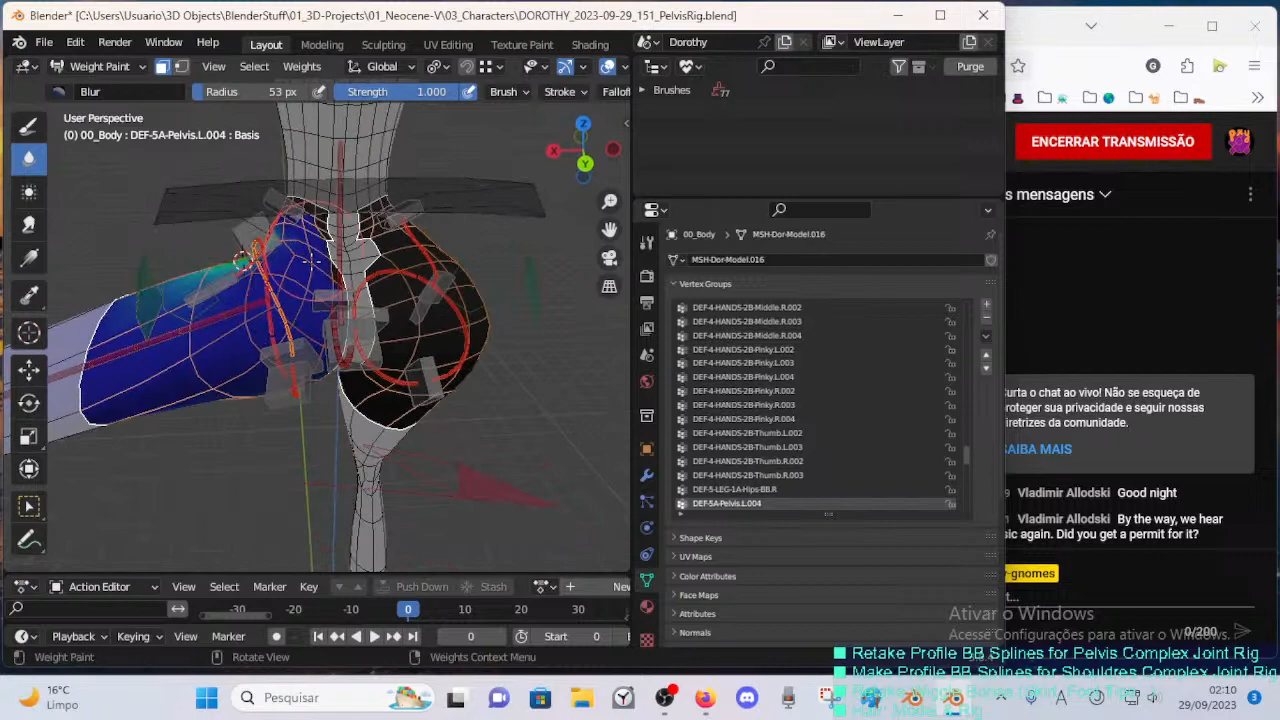 Blender* [C:\Users\Usuario\3D Objects\BlenderStuff\01_3D-Projects\01_Neocene-V\03_Characters\DOROTHY_2023-09-29_151_PelvisRig.blend]
File Edit Render Window Help Layout Modeling Sculpting UV Editing Texture Paint Shading Dorothy ViewLayer
Weight Paint View Select Weights Global Purge
Blur Radius 53 px Strength 1.000 Brush Stroke Fallof
Brushes 77
User Perspective
(0) 00_Body : DEF-5A-Pelvis.L.004 : Basis
Z
X
Y
ENCERRAR TRANSMISSÃO
s mensagens
00_Body MSH-Dor-Model.016
MSH-Dor-Model.016
Vertex Groups
DEF-4-HANDS-2B-Middle.R.002
DEF-4-HANDS-2B-Middle.R.003
DEF-4-HANDS-2B-Middle.R.004
DEF-4-HANDS-2B-Pinky.L.002
DEF-4-HANDS-2B-Pinky.L.003
DEF-4-HANDS-2B-Pinky.L.004
DEF-4-HANDS-2B-Pinky.R.002
DEF-4-HANDS-2B-Pinky.R.003
DEF-4-HANDS-2B-Pinky.R.004
DEF-4-HANDS-2B-Thumb.L.002
DEF-4-HANDS-2B-Thumb.L.003
DEF-4-HANDS-2B-Thumb.R.002
DEF-4-HANDS-2B-Thumb.R.003
DEF-5-LEG-1A-Hips-BB.R
DEF-5A-Pelvis.L.004
Shape Keys
UV Maps
Color Attributes
Face Maps
Attributes
Normals
urta o chat ao vivo! Não se esqueça de
roteger sua privacidade e seguir nossas
iretrizes da comunidade.
AIBA MAIS
Vladimir Allodski Good night
Vladimir Allodski By the way, we hear
sic again. Did you get a permit for it?
-gnomes
0/200
Action Editor View Select Marker Key Push Down Stash New
-30 -20 -10 0 10 20 30
Playback Keying View Marker 0 Start 0
Weight Paint Rotate View Weights Context Menu
Ativar o Windows
Acesse Configurações para ativar o Windows.
Retake Profile BB Splines for Pelvis Complex Joint Rig
Make Profile BB Splines for Shouldres Complex Joint Rig
16°C
Limpo
Pesquisar
02:10
29/09/2023
3